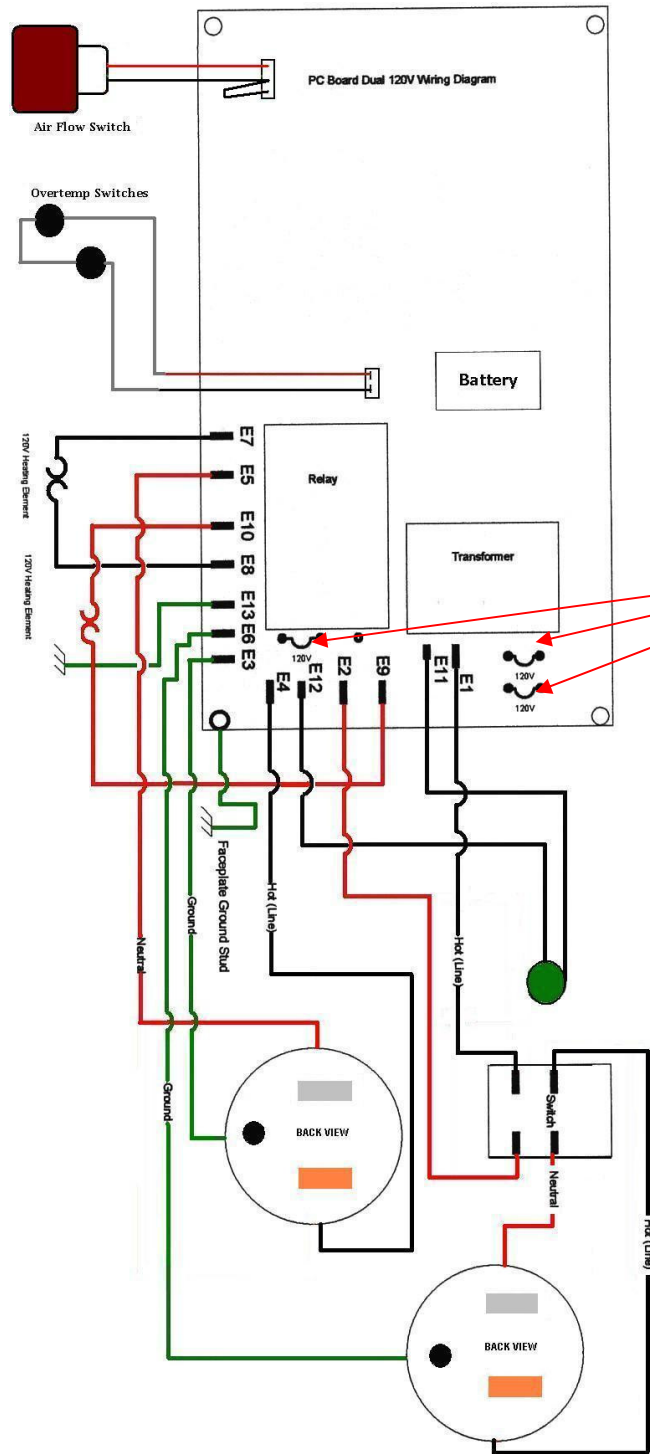 PC Board Dual 120V Wiring Diagram
Air Flow Switch
Overtemp Switches
Battery
120V Heating Element
E7
E5
Relay
E10
Transformer
120V Heating Element
E8
E13
E6
E3
120V
E4
E12
E2
E9
E11
E1
120V
120V
Faceplate Ground Stud
Ground
Hot (Line)
Neutral
Hot (Line)
Ground
BACK VIEW
Switch
Neutral
Hot (Line)
BACK VIEW